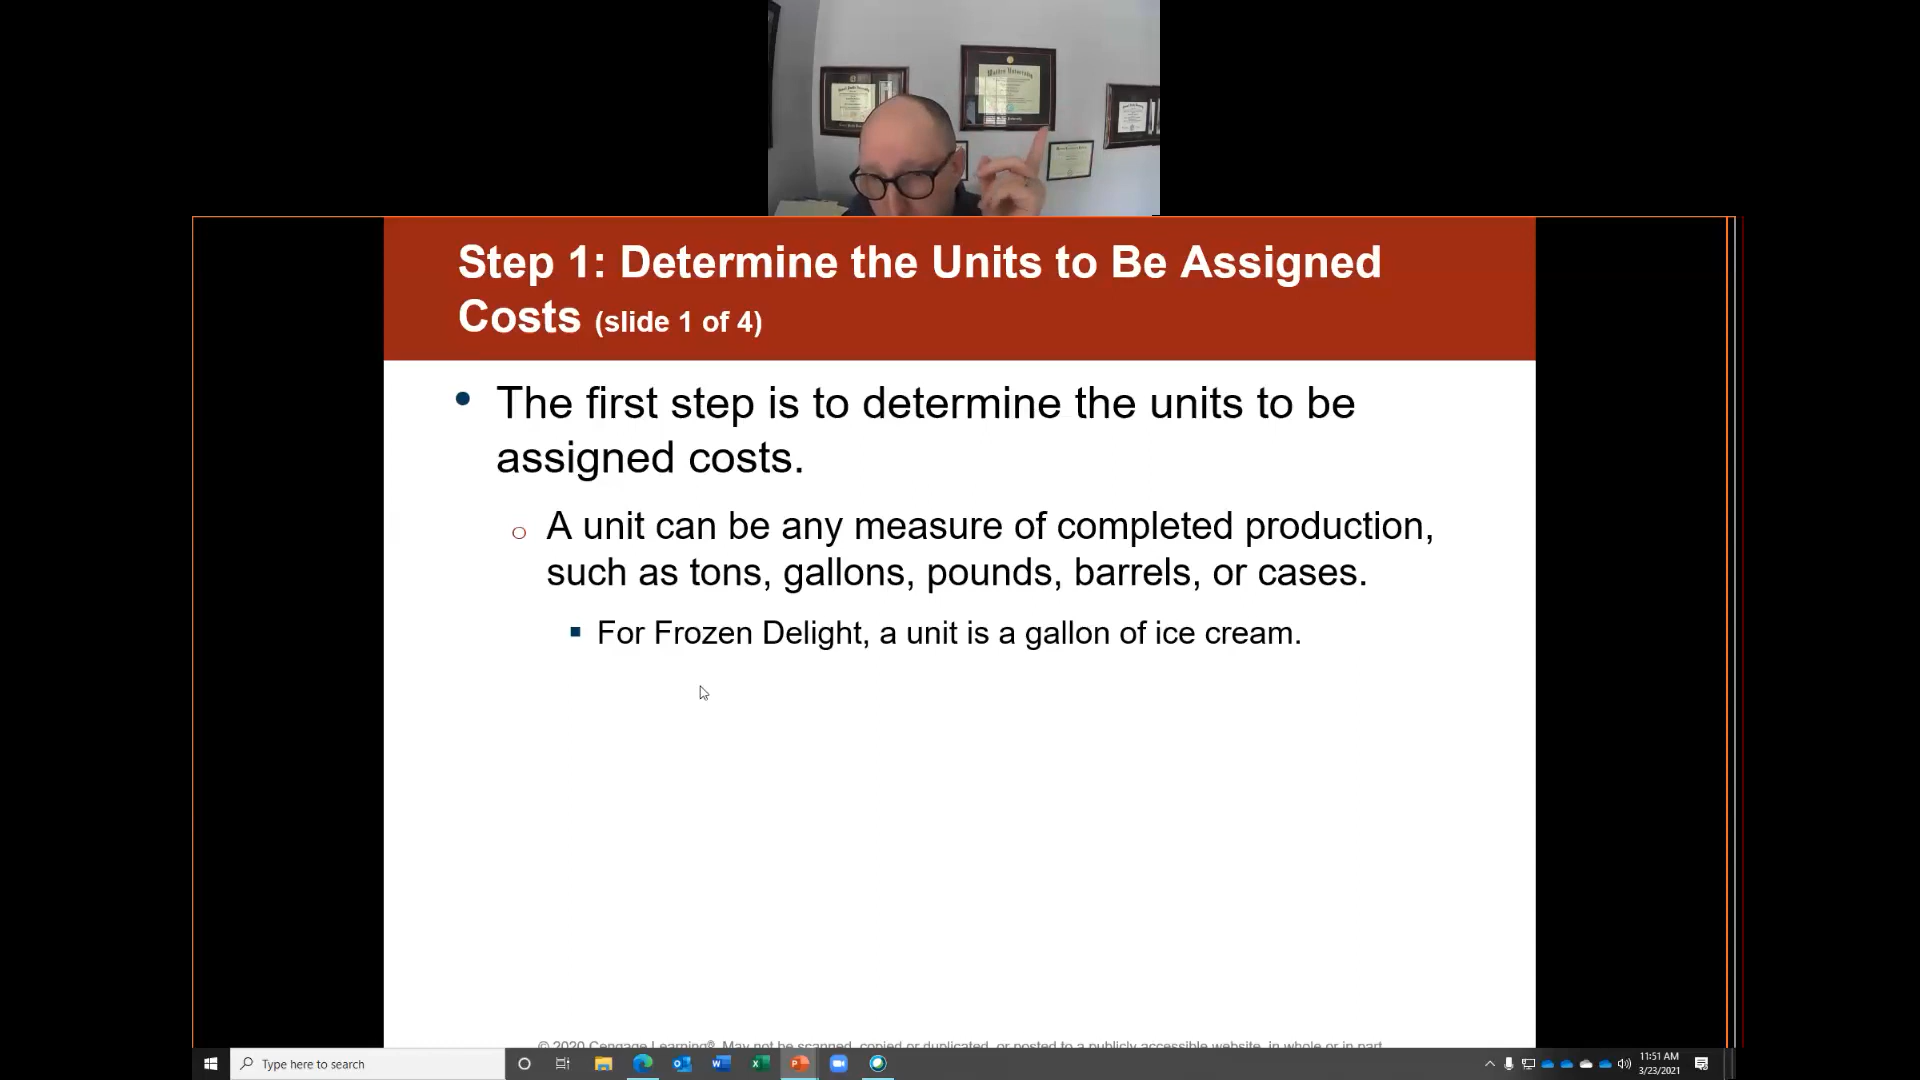 Step 1: Determine the Units to Be Assigned
Costs (slide 1 of 4)
• The first step is to determine the units to be
assigned costs.
o A unit can be any measure of completed production,
such as tons, gallons, pounds, barrels, or cases.
▪ For Frozen Delight, a unit is a gallon of ice cream.
© 2020 Cengage Learning®. May not be scanned, copied or duplicated, or posted to a publicly accessible website, in whole or in part.
Type here to search
11:51 AM
3/23/2021